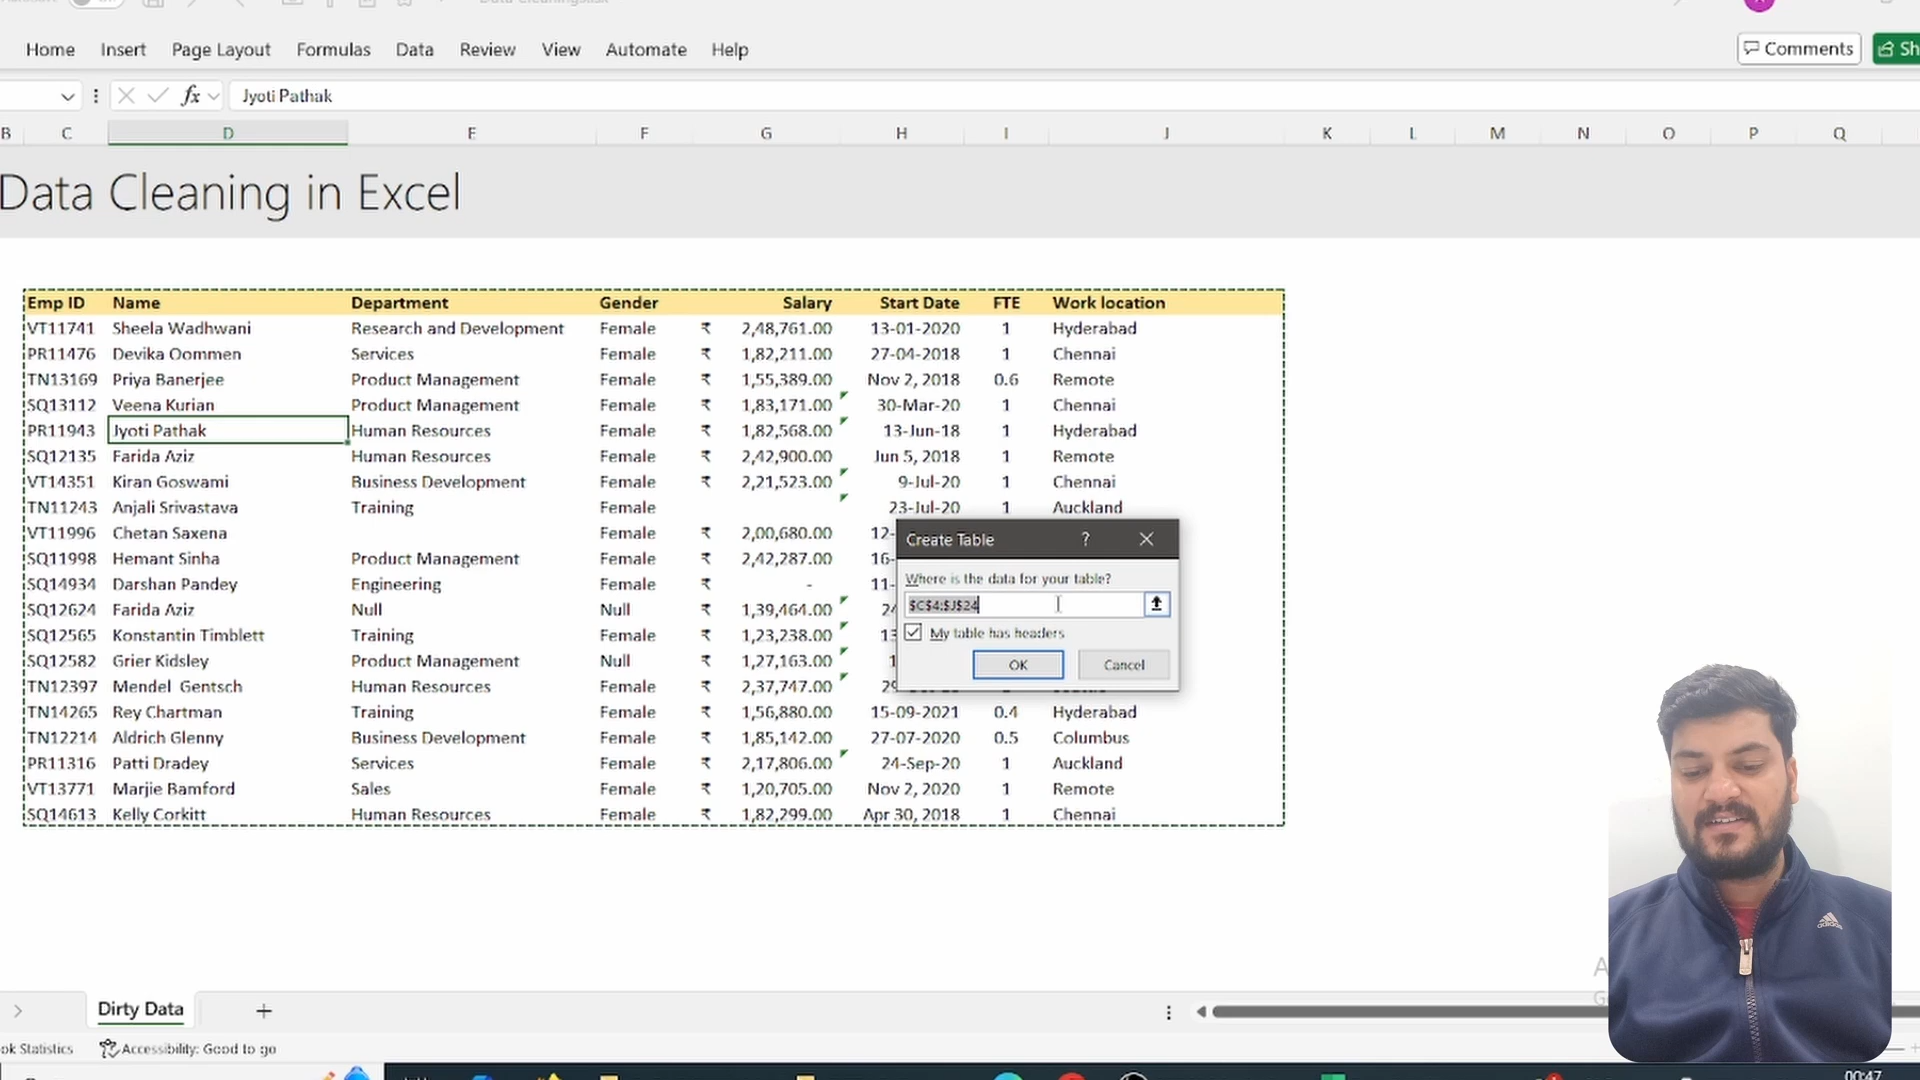 Home Insert Page Layout Formulas Data Review View Automate Help Comments
fx Jyoti Pathak
B C D E F G H I J K L M N O P Q
Data Cleaning in Excel
Emp ID Name Department Gender Salary Start Date FTE Work location
VT11741 Sheela Wadhwani Research and Development Female ₹ 2,48,761.00 13-01-2020 1 Hyderabad
PR11476 Devika Oommen Services Female ₹ 1,82,211.00 27-04-2018 1 Chennai
TN13169 Priya Banerjee Product Management Female ₹ 1,55,389.00 Nov 2, 2018 0.6 Remote
SQ13112 Veena Kurian Product Management Female ₹ 1,83,171.00 30-Mar-20 1 Chennai
PR11943 Jyoti Pathak Human Resources Female ₹ 1,82,568.00 13-Jun-18 1 Hyderabad
SQ12135 Farida Aziz Human Resources Female ₹ 2,42,900.00 Jun 5, 2018 1 Remote
VT14351 Kiran Goswami Business Development Female ₹ 2,21,523.00 9-Jul-20 1 Chennai
TN11243 Anjali Srivastava Training Female 23-Jul-20 1 Auckland
VT11996 Chetan Saxena Female ₹ 2,00,680.00 12-
SQ11998 Hemant Sinha Product Management Female ₹ 2,42,287.00 16-
SQ14934 Darshan Pandey Engineering Female ₹ - 11-
SQ12624 Farida Aziz Null Null ₹ 1,39,464.00
SQ12565 Konstantin Timblett Training Female ₹ 1,23,238.00
SQ12582 Grier Kidsley Product Management Null ₹ 1,27,163.00
TN12397 Mendel  Gentsch Human Resources Female ₹ 2,37,747.00
TN14265 Rey Chartman Training Female ₹ 1,56,880.00 15-09-2021 0.4 Hyderabad
TN12214 Aldrich Glenny Business Development Female ₹ 1,85,142.00 27-07-2020 0.5 Columbus
PR11316 Patti Dradey Services Female ₹ 2,17,806.00 24-Sep-20 1 Auckland
VT13771 Marjie Bamford Sales Female ₹ 1,20,705.00 Nov 2, 2020 1 Remote
SQ14613 Kelly Corkitt Human Resources Female ₹ 1,82,299.00 Apr 30, 2018 1 Chennai
Create Table ?
Where is the data for your table?
$C$4:$J$24
My table has headers
OK Cancel
adidas
Dirty Data
Statistics Accessibility: Good to go
00:47